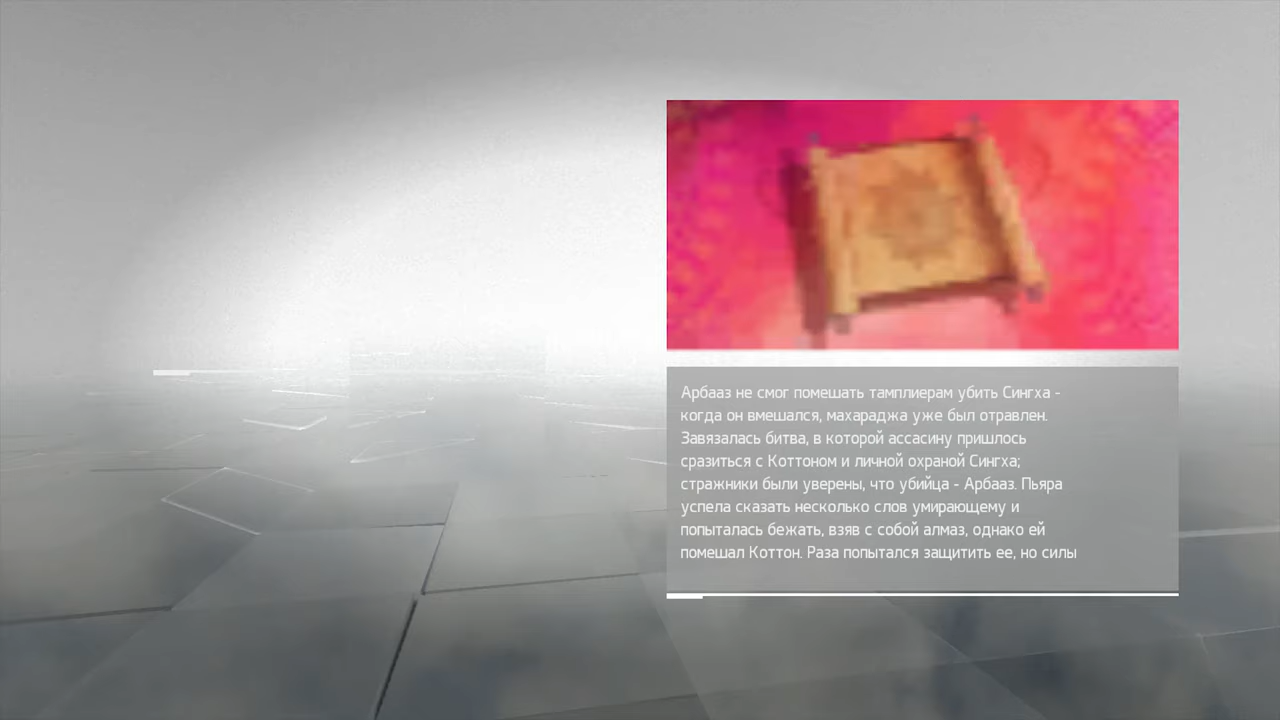 Арбааз не смог помешать тамплиерам убить Сингха -
когда он вмешался, махараджа уже был отравлен.
Завязалась битва, в которой ассасину пришлось
сразиться с Коттоном и личной охраной Сингха;
стражники были уверены, что убийца - Арбааз. Пьяра
успела сказать несколько слов умирающему и
попыталась бежать, взяв с собой алмаз, однако ей
помешал Коттон. Раза попытался защитить ее, но силы